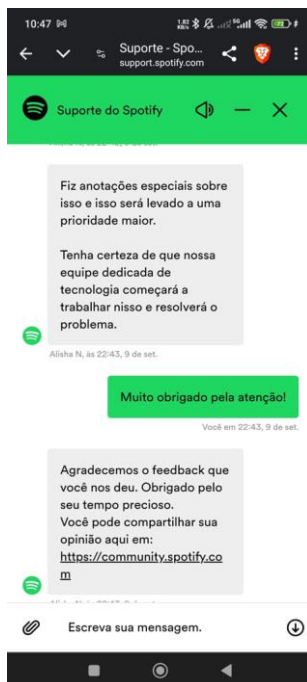 10:47
Suporte - Spo...
support.spotify.com
Suporte do Spotify
Fiz anotações especiais sobre
isso e isso será levado a uma
prioridade maior.
Tenha certeza de que nossa
equipe dedicada de
tecnologia começará a
trabalhar nisso e resolverá o
problema.
Alisha N, às 22:43, 9 de set.
Muito obrigado pela atenção!
Você em 22:43, 9 de set.
Agradecemos o feedback que
você nos deu. Obrigado pelo
seu tempo precioso.
Você pode compartilhar sua
opinião aqui em:
https://community.spotify.co
m
Escreva sua mensagem.